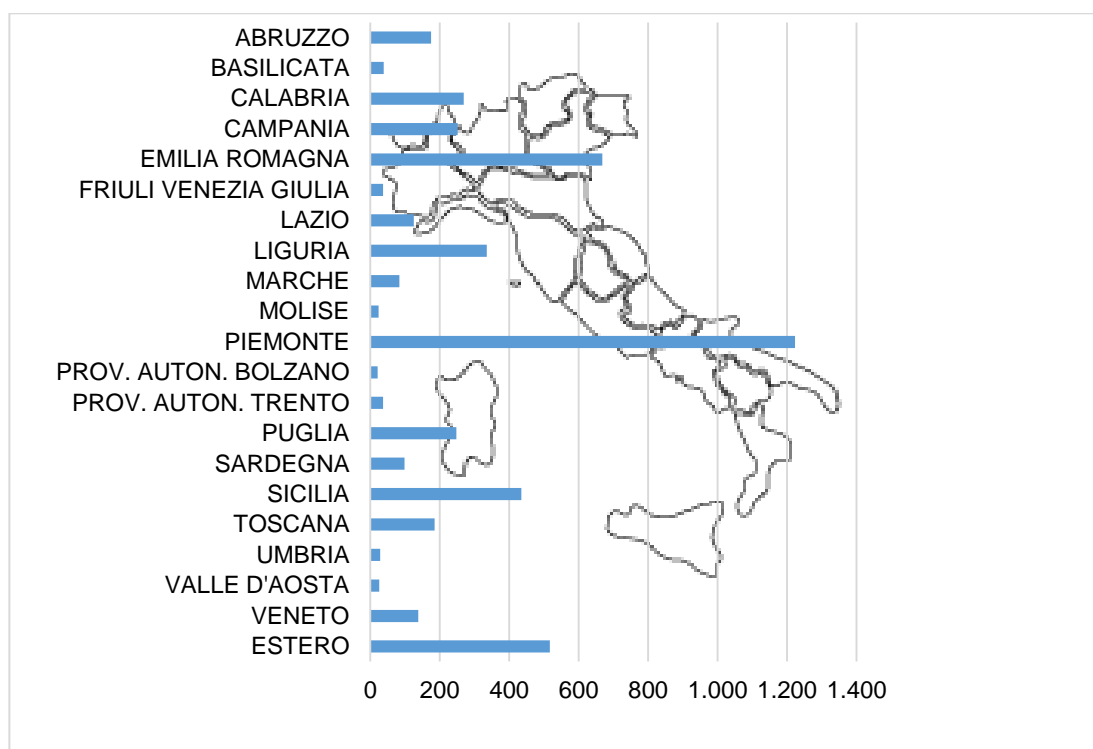 ABRUZZO
BASILICATA
CALABRIA
CAMPANIA
EMILIA ROMAGNA
FRIULI VENEZIA GIULIA
LAZIO
LIGURIA
MARCHE
MOLISE
PIEMONTE
PROV. AUTON. BOLZANO
PROV. AUTON. TRENTO
PUGLIA
SARDEGNA
SICILIA
TOSCANA
UMBRIA
VALLE D'AOSTA
VENETO
ESTERO
0 200 400 600 800 1.000 1.200 1.400